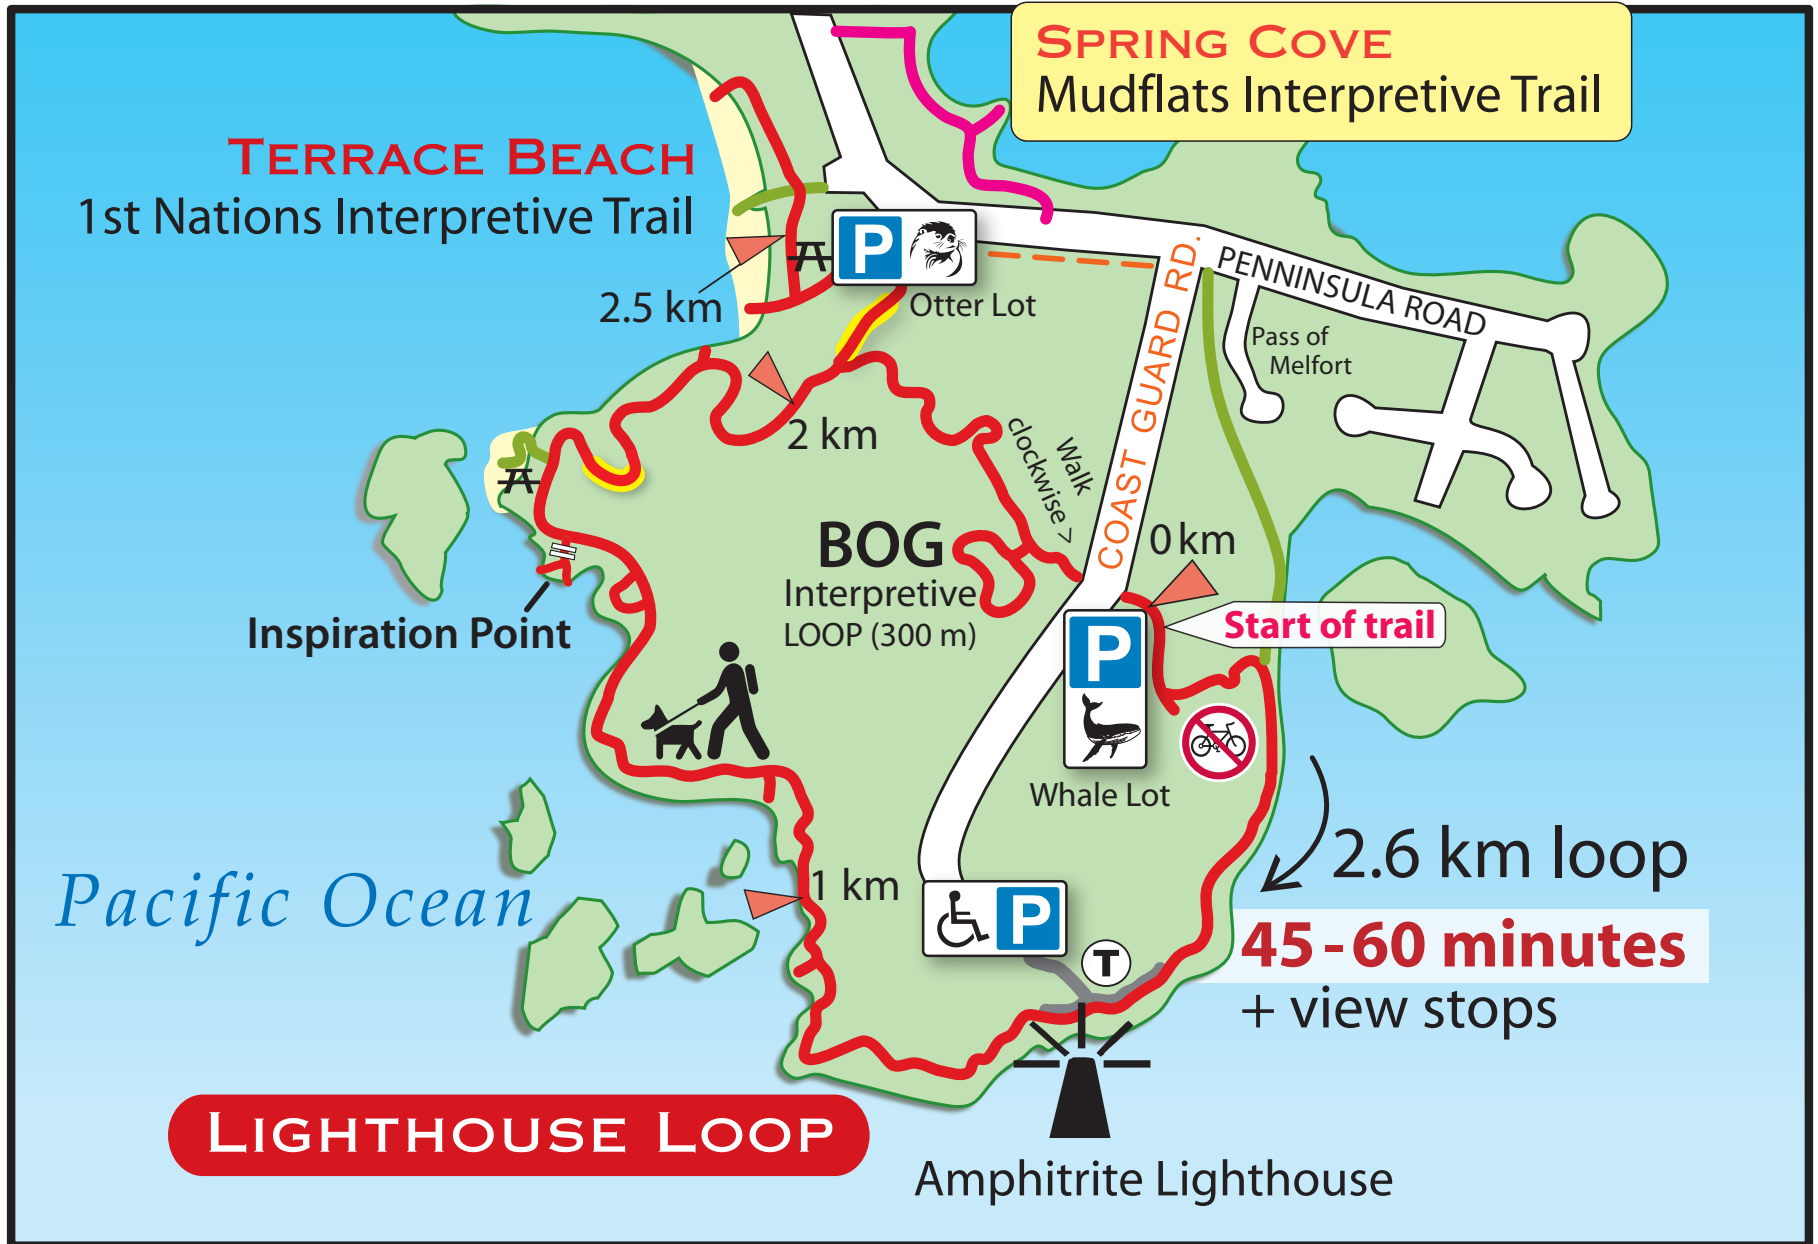 SPRING COVE
Mudflats Interpretive Trail
TERRACE BEACH
1st Nations Interpretive Trail
P
Otter Lot
2.5 km
COAST GUARD RD.
PENNINSULA ROAD
Pass of
Melfort
2 km
Walk
clockwise >
BOG
Interpretive
LOOP (300 m)
0 km
Start of trail
Inspiration Point
P
Whale Lot
Pacific Ocean
1 km
P
T
2.6 km loop
45-60 minutes
+ view stops
LIGHTHOUSE LOOP
Amphitrite Lighthouse